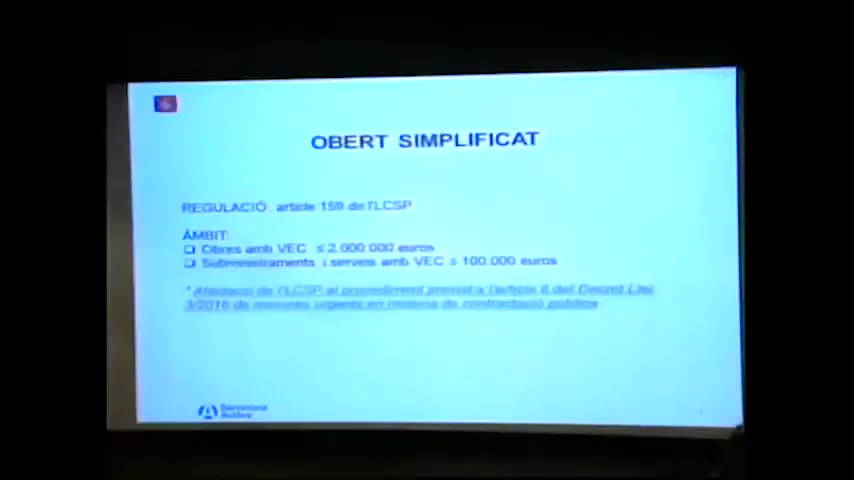 OBERT SIMPLIFICAT
REGULACIÓ: article 159 de l'LCSP
ÀMBIT:
❑ Obres amb VEC ≤ 2.000.000 euros
❑ Subministraments i serveis amb VEC ≤ 100.000 euros
* Afectació de l'LCSP al procediment previst a l'article 6 del Decret Llei
3/2016 de mesures urgents en matèria de contractació pública
Barcelona
Activa